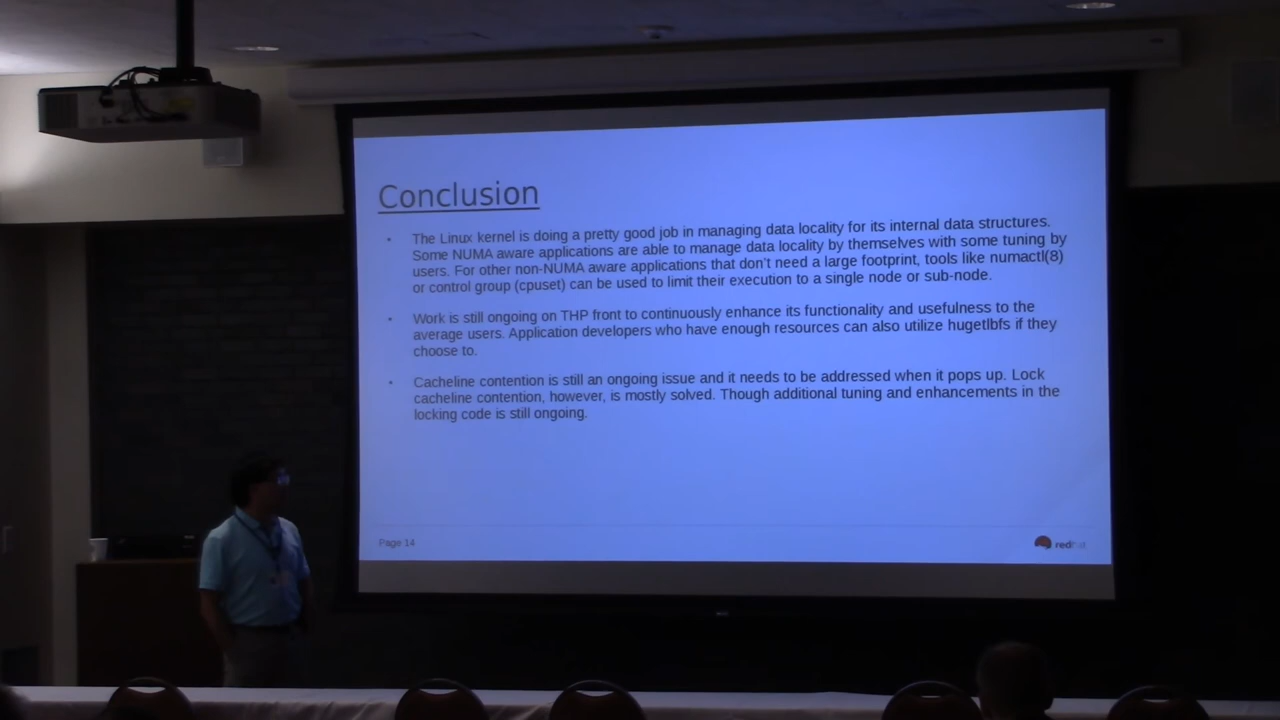 Conclusion
• The Linux kernel is doing a pretty good job in managing data locality for its internal data structures.
Some NUMA aware applications are able to manage data locality by themselves with some tuning by
users. For other non-NUMA aware applications that don't need a large footprint, tools like numactl(8)
or control group (cpuset) can be used to limit their execution to a single node or sub-node.
• Work is still ongoing on THP front to continuously enhance its functionality and usefulness to the
average users. Application developers who have enough resources can also utilize hugetlbfs if they
choose to.
• Cacheline contention is still an ongoing issue and it needs to be addressed when it pops up. Lock
cacheline contention, however, is mostly solved. Though additional tuning and enhancements in the
locking code is still ongoing.
Page 14
redhat